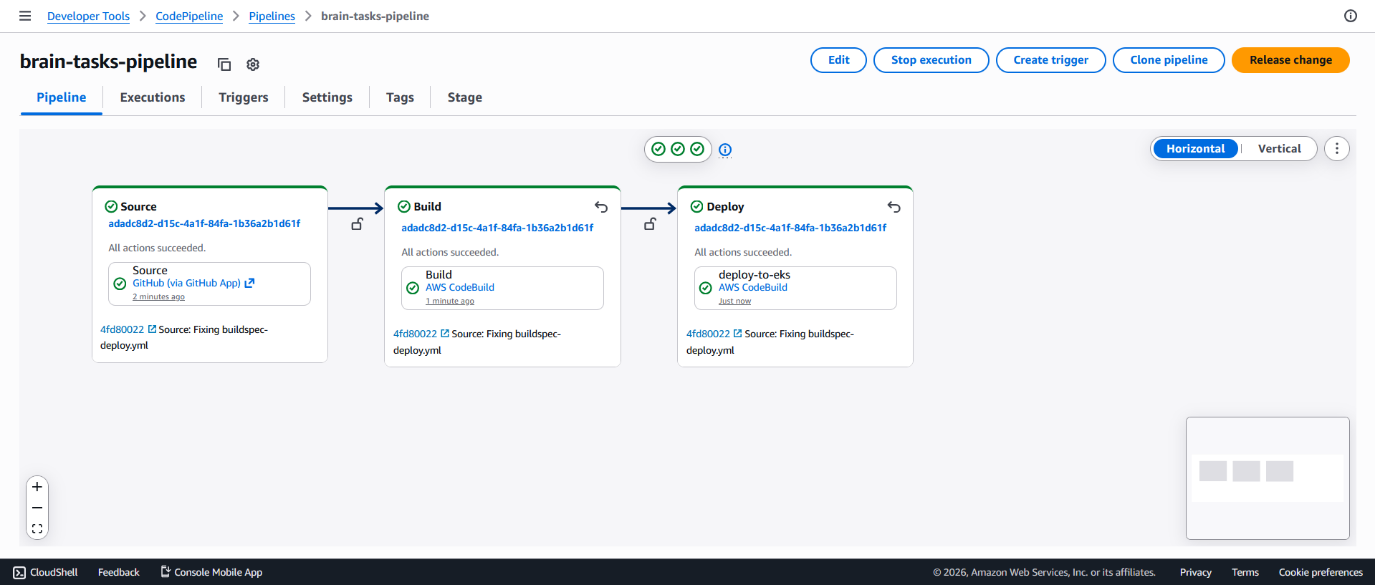 Developer Tools > CodePipeline > Pipelines > brain-tasks-pipeline
brain-tasks-pipeline
Edit
Stop execution
Create trigger
Clone pipeline
Release change
Pipeline
Executions
Triggers
Settings
Tags
Stage
Horizontal
Vertical
Source
adadc8d2-d15c-4a1f-84fa-1b36a2b1d61f
All actions succeeded.
Source
GitHub (via GitHub App)
2 minutes ago
4fd80022 Source: Fixing buildspec-
deploy.yml
Build
adadc8d2-d15c-4a1f-84fa-1b36a2b1d61f
All actions succeeded.
Build
AWS CodeBuild
1 minute ago
4fd80022 Source: Fixing buildspec-
deploy.yml
Deploy
adadc8d2-d15c-4a1f-84fa-1b36a2b1d61f
All actions succeeded.
deploy-to-eks
AWS CodeBuild
Just now
4fd80022 Source: Fixing buildspec-
deploy.yml
CloudShell
Feedback
Console Mobile App
© 2026, Amazon Web Services, Inc. or its affiliates.
Privacy
Terms
Cookie preferences